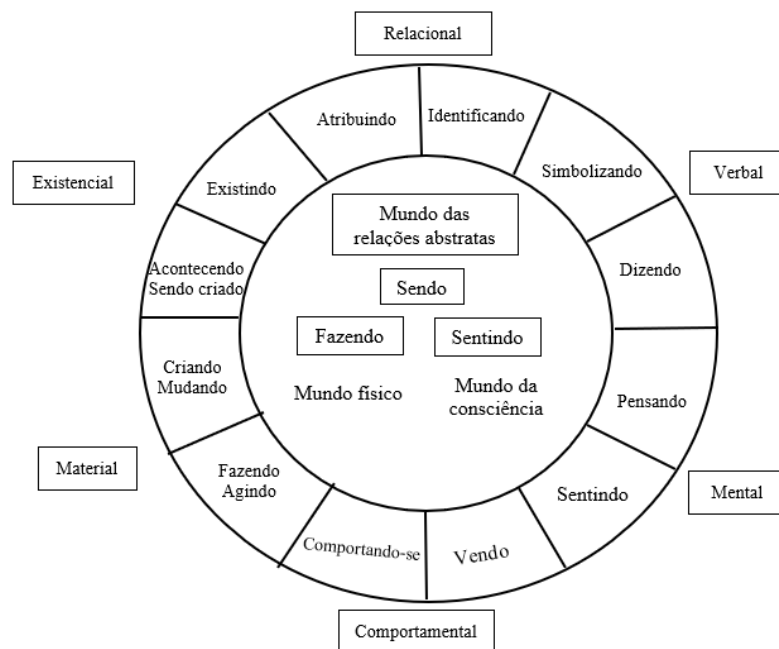 Relacional
Atribuindo
Identificando
Existencial
Existindo
Simbolizando
Verbal
Mundo das
relações abstratas
Acontecendo
Sendo criado
Dizendo
Sendo
Fazendo
Sentindo
Criando
Mudando
Mundo físico
Mundo da
consciência
Pensando
Material
Fazendo
Agindo
Sentindo
Mental
Comportando-se
Vendo
Comportamental